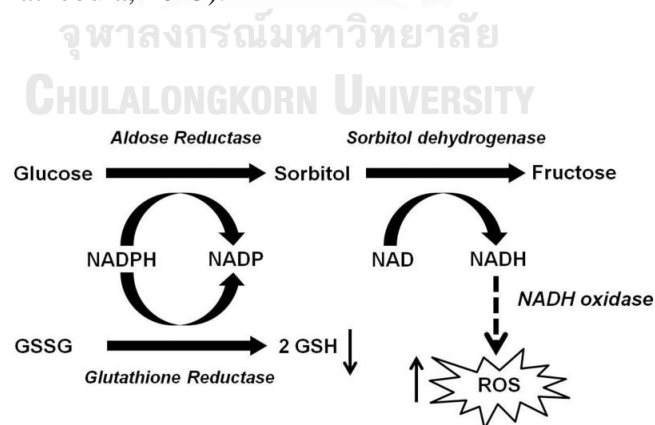 จุฬาลงกรณ์มหาวิทยาลัย
CHULALONGKORN UNIVERSITY
Aldose Reductase Sorbitol dehydrogenase
Glucose Sorbitol Fructose
NADPH NADP NAD NADH
NADH oxidase
GSSG 2 GSH
Glutathione Reductase
ROS